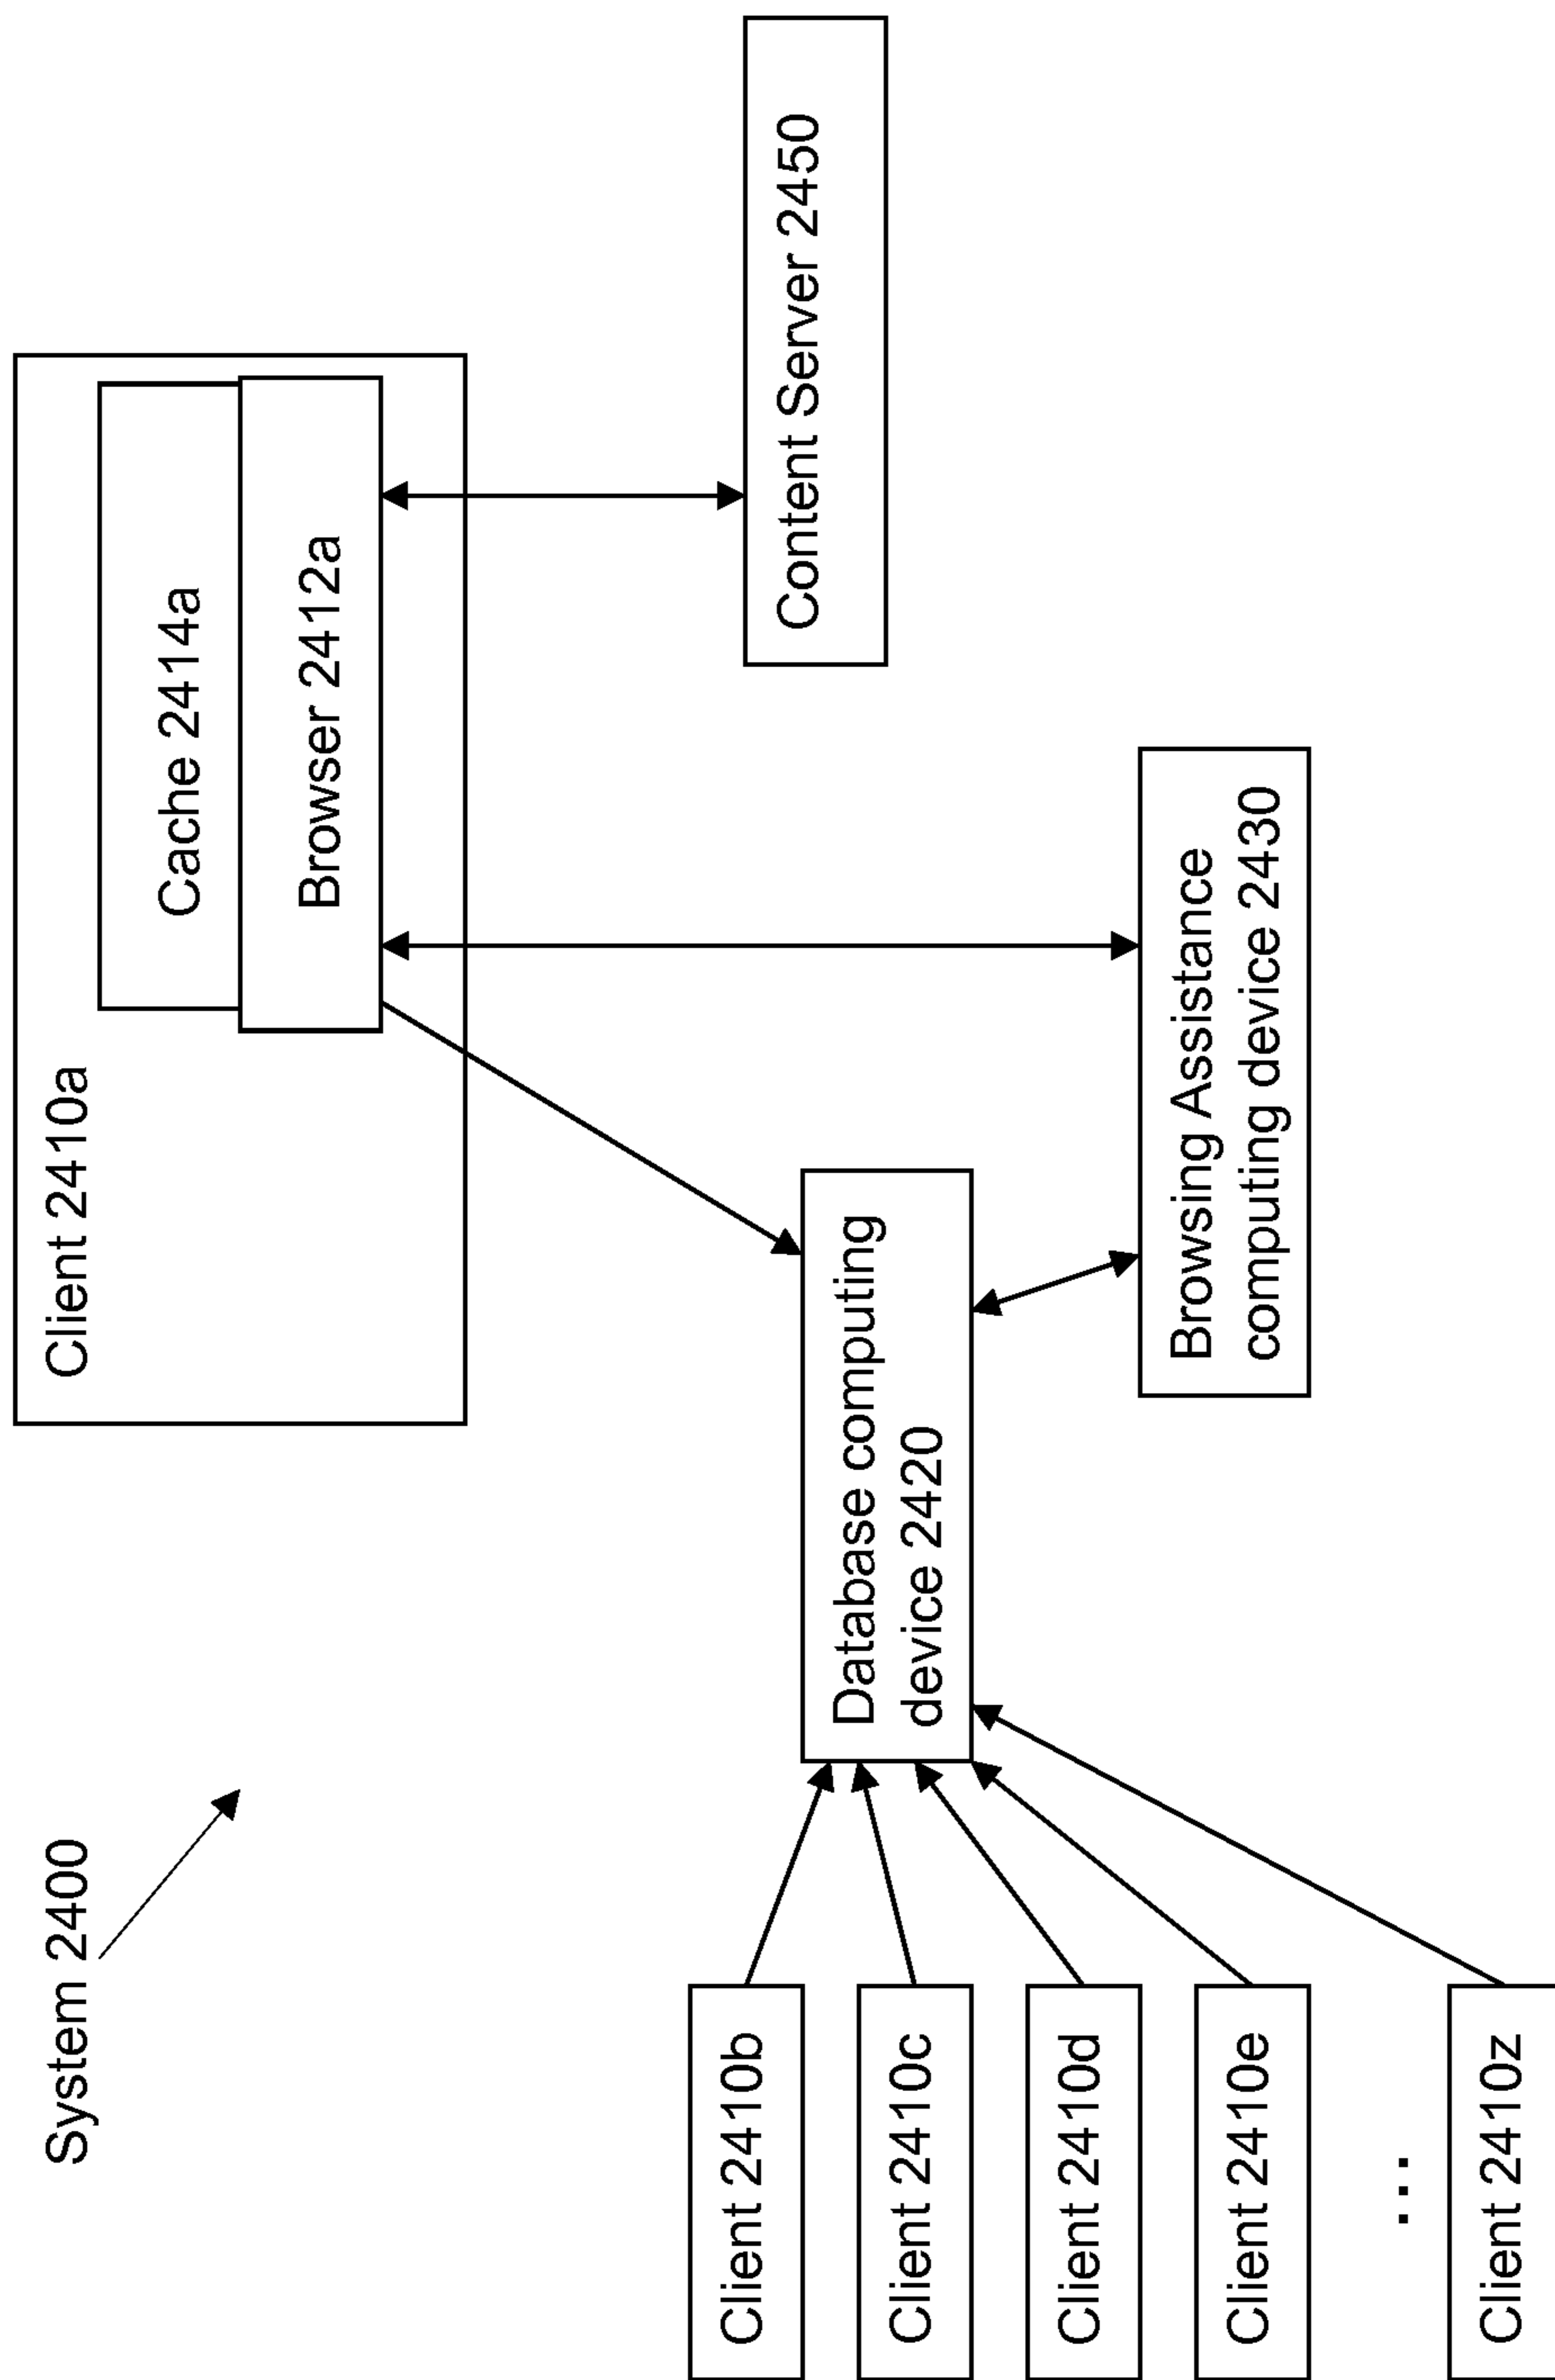 System 2400
Client 2410a
Cache 2414a
Browser 2412a
Client 2410b
Client 2410c
Client 2410d
Client 2410e
...
Client 2410z
Database computing
device 2420
Browsing Assistance
computing device 2430
Content Server 2450